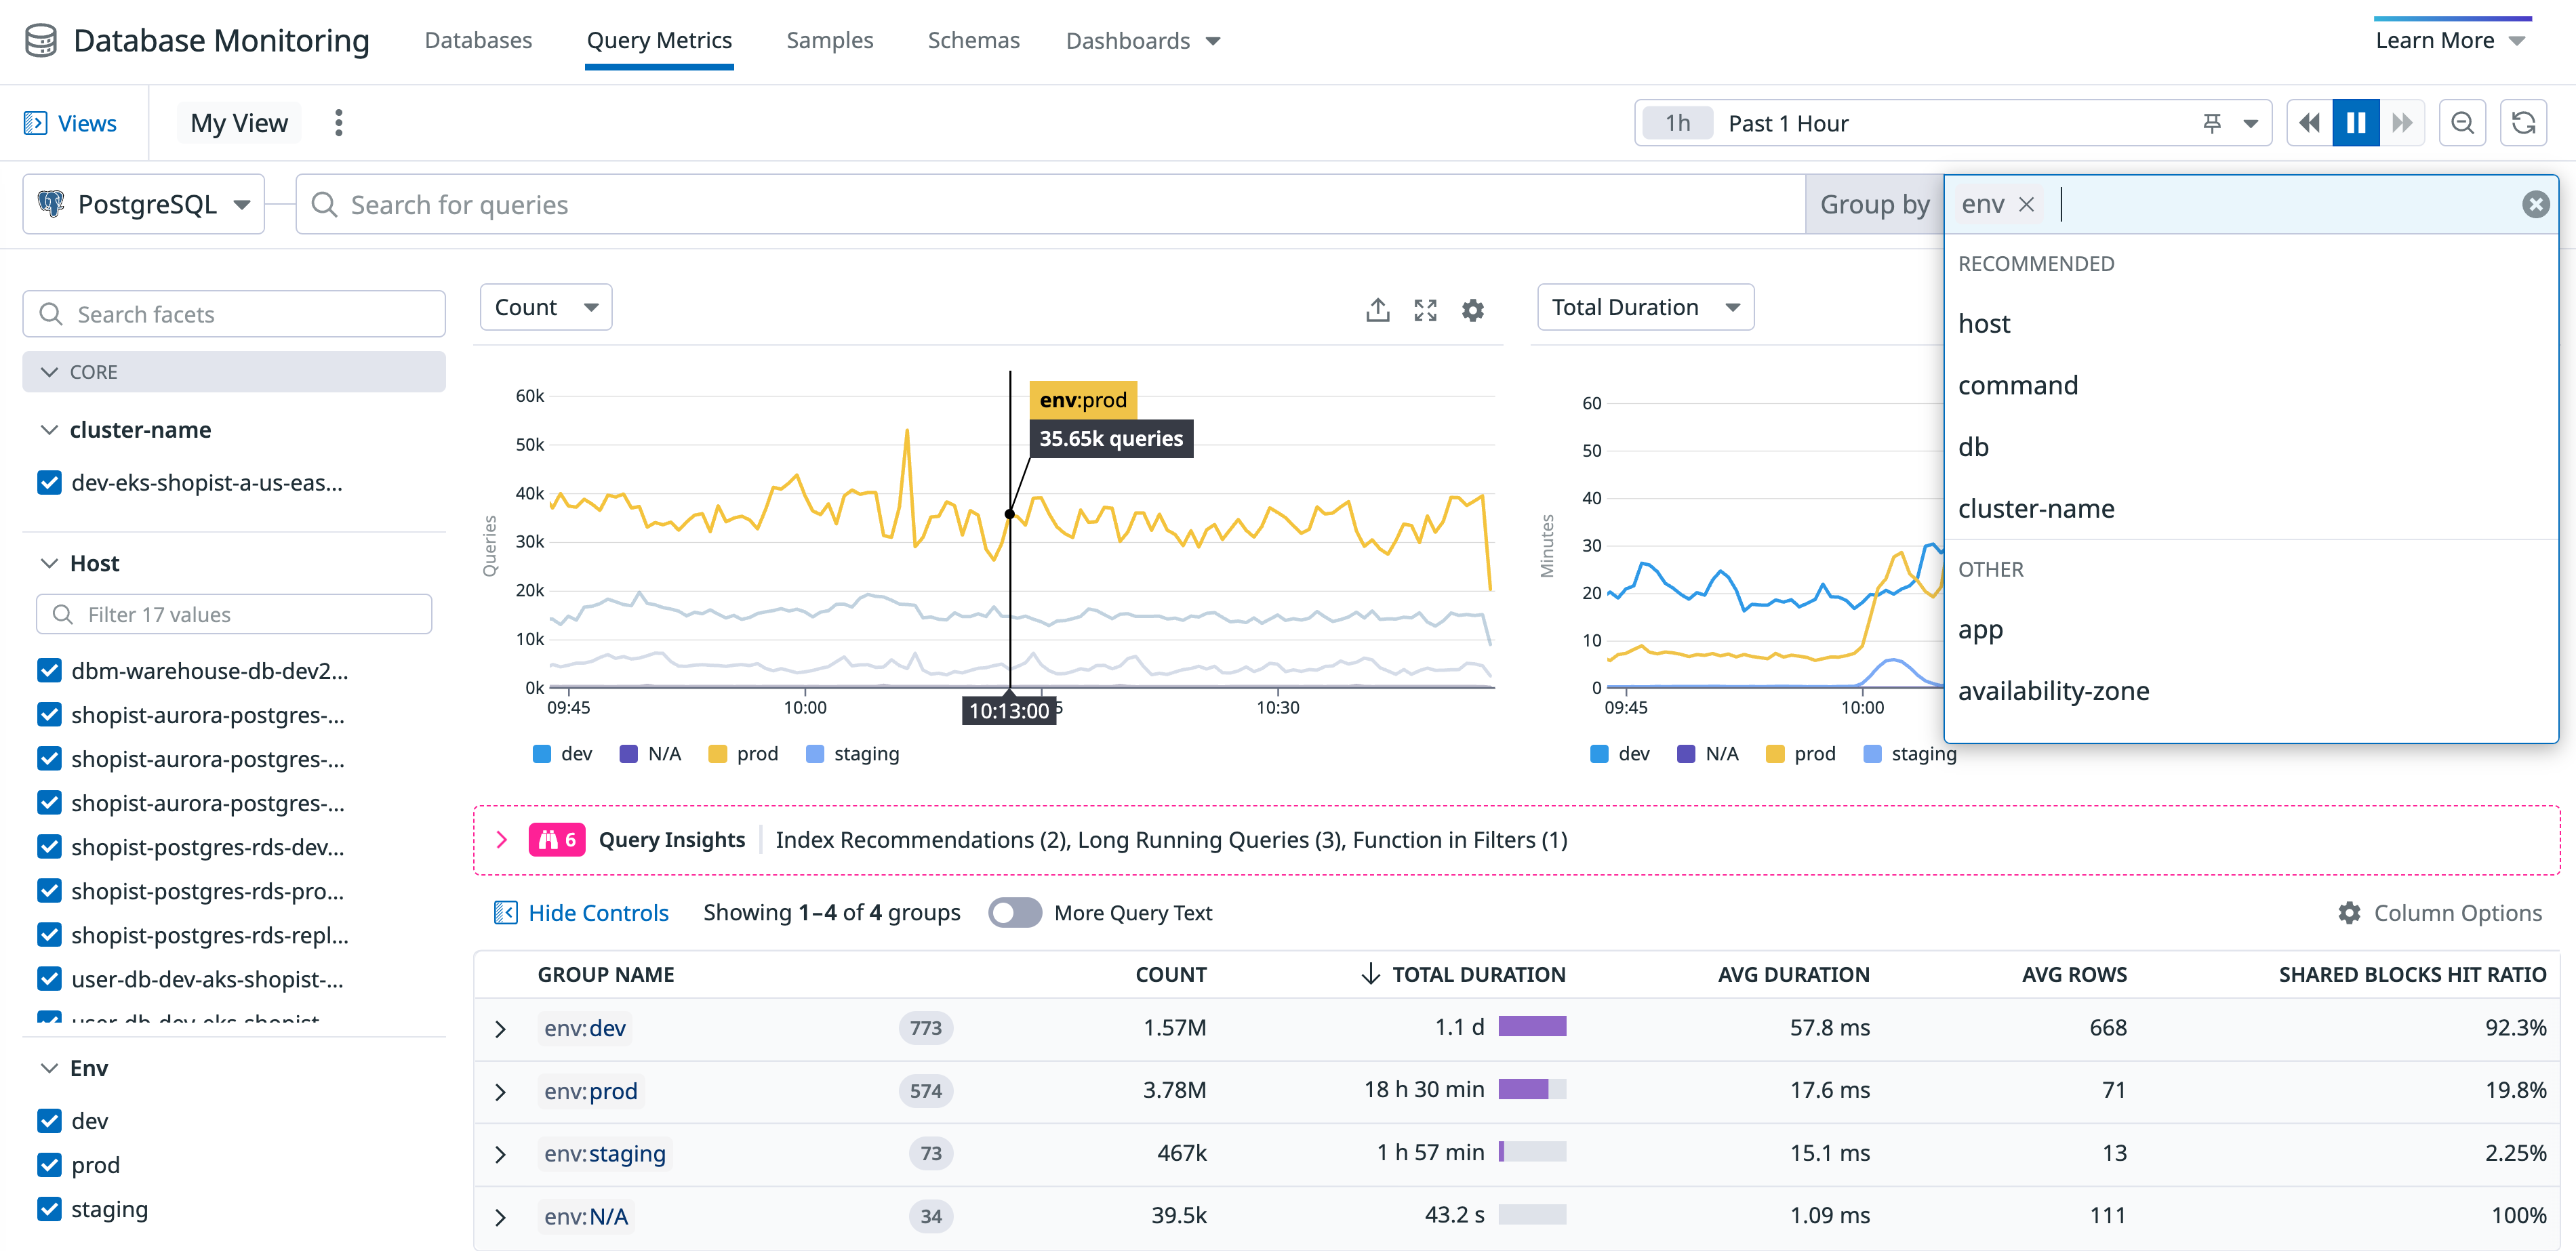 Database Monitoring Databases Query Metrics Samples Schemas Dashboards Learn More
Views My View 1h Past 1 Hour
PostgreSQL Search for queries Group by env
RECOMMENDED
host
command
db
cluster-name
OTHER
app
availability-zone
Search facets
CORE
cluster-name
dev-eks-shopist-a-us-eas...
Host
Filter 17 values
dbm-warehouse-db-dev2...
shopist-aurora-postgres-...
shopist-aurora-postgres-...
shopist-aurora-postgres-...
shopist-postgres-rds-dev...
shopist-postgres-rds-pro...
shopist-postgres-rds-repl...
user-db-dev-aks-shopist-...
user-db-dev-eks-shopist-...
Env
dev
prod
staging
Count
Queries
60k
50k
40k
30k
20k
10k
0k
env:prod
35.65k queries
09:45 10:00 10:13:00 10:30
dev N/A prod staging
Total Duration
Minutes
60
50
40
30
20
10
0
09:45 10:00
dev N/A prod staging
6 Query Insights Index Recommendations (2), Long Running Queries (3), Function in Filters (1)
Hide Controls Showing 1–4 of 4 groups More Query Text Column Options
GROUP NAME COUNT TOTAL DURATION AVG DURATION AVG ROWS SHARED BLOCKS HIT RATIO
env:dev 773 1.57M 1.1 d 57.8 ms 668 92.3%
env:prod 574 3.78M 18 h 30 min 17.6 ms 71 19.8%
env:staging 73 467k 1 h 57 min 15.1 ms 13 2.25%
env:N/A 34 39.5k 43.2 s 1.09 ms 111 100%